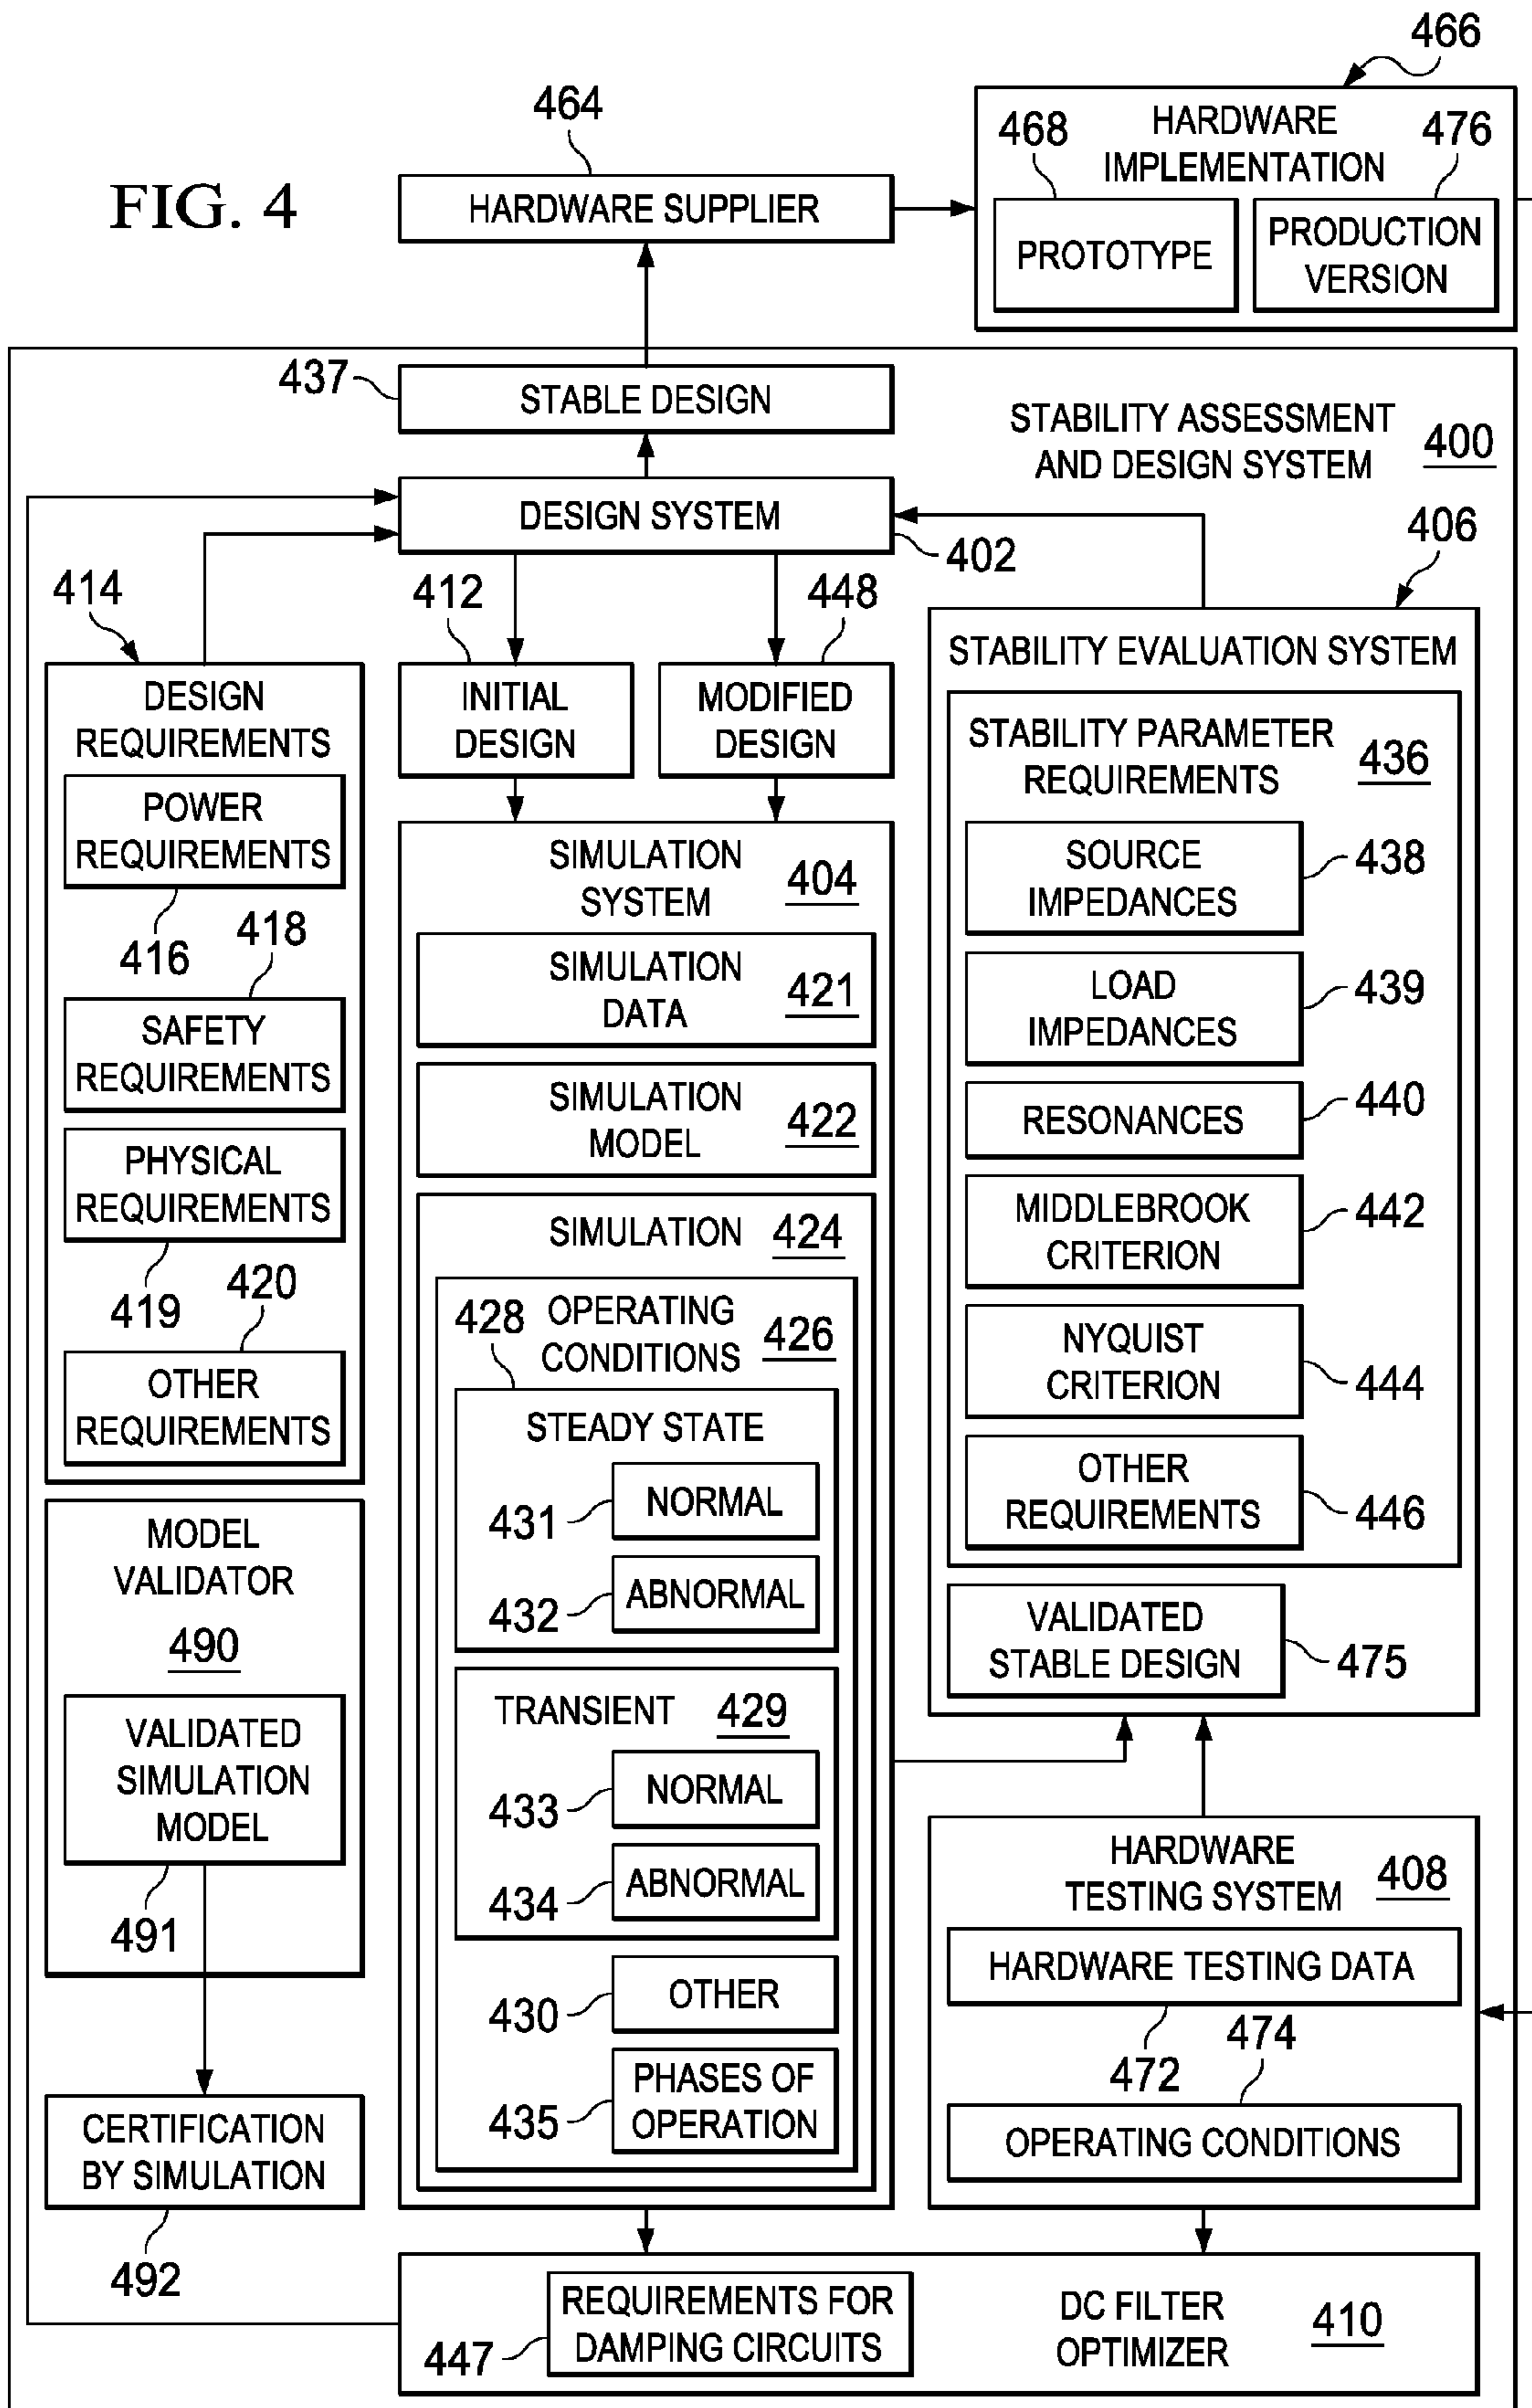 FIG. 4
464
HARDWARE SUPPLIER
466
HARDWARE
IMPLEMENTATION
468
PROTOTYPE
476
PRODUCTION
VERSION
437
STABLE DESIGN
STABILITY ASSESSMENT
AND DESIGN SYSTEM
400
DESIGN SYSTEM
402
414
DESIGN
REQUIREMENTS
POWER
REQUIREMENTS
416
418
SAFETY
REQUIREMENTS
PHYSICAL
REQUIREMENTS
419
420
OTHER
REQUIREMENTS
MODEL
VALIDATOR
490
VALIDATED
SIMULATION
MODEL
491
CERTIFICATION
BY SIMULATION
492
412
INITIAL
DESIGN
448
MODIFIED
DESIGN
SIMULATION
SYSTEM
404
SIMULATION
DATA
421
SIMULATION
MODEL
422
SIMULATION
424
OPERATING
CONDITIONS
426
428
STEADY STATE
431
NORMAL
432
ABNORMAL
TRANSIENT
429
433
NORMAL
434
ABNORMAL
430
OTHER
435
PHASES OF
OPERATION
406
STABILITY EVALUATION SYSTEM
STABILITY PARAMETER
REQUIREMENTS
436
SOURCE
IMPEDANCES
438
LOAD
IMPEDANCES
439
RESONANCES
440
MIDDLEBROOK
CRITERION
442
NYQUIST
CRITERION
444
OTHER
REQUIREMENTS
446
VALIDATED
STABLE DESIGN
475
HARDWARE
TESTING SYSTEM
408
HARDWARE TESTING DATA
472
474
OPERATING CONDITIONS
447
REQUIREMENTS FOR
DAMPING CIRCUITS
DC FILTER
OPTIMIZER
410